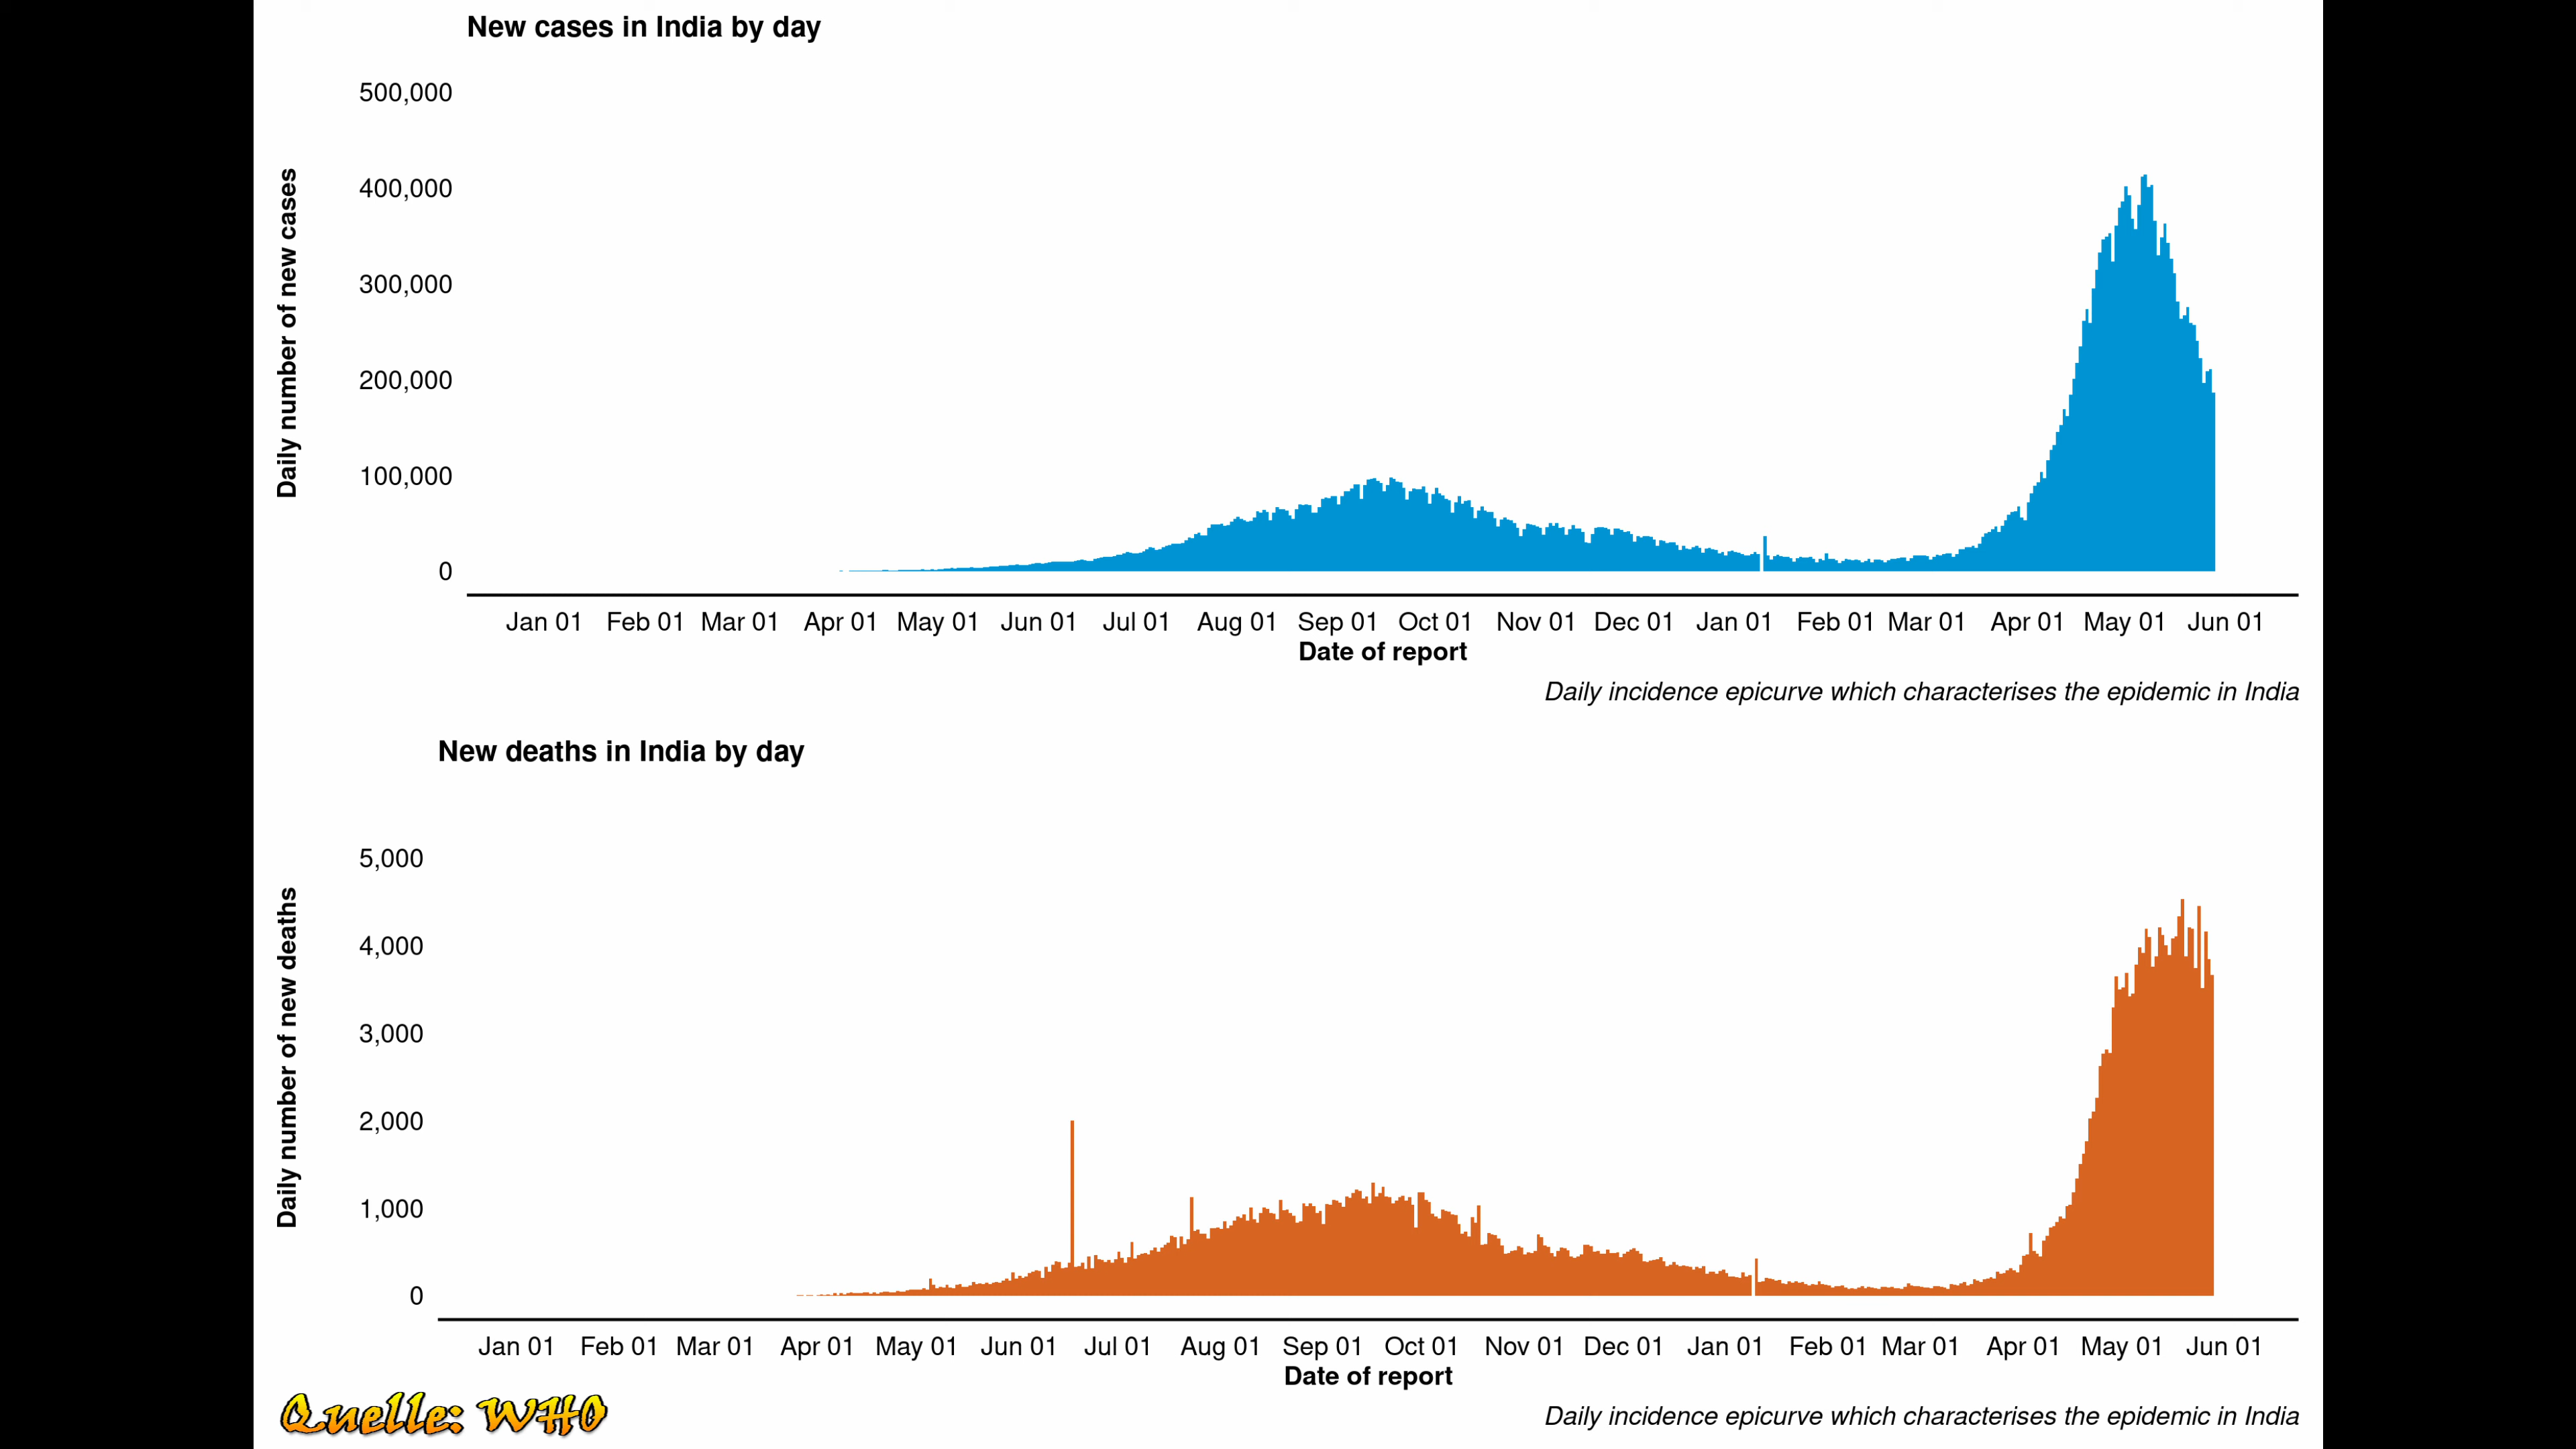 New cases in India by day
500,000
400,000
300,000
200,000
100,000
0
Daily number of new cases
Jan 01 Feb 01 Mar 01 Apr 01 May 01 Jun 01 Jul 01 Aug 01 Sep 01 Oct 01 Nov 01 Dec 01 Jan 01 Feb 01 Mar 01 Apr 01 May 01 Jun 01
Date of report
Daily incidence epicurve which characterises the epidemic in India
New deaths in India by day
5,000
4,000
3,000
2,000
1,000
0
Daily number of new deaths
Jan 01 Feb 01 Mar 01 Apr 01 May 01 Jun 01 Jul 01 Aug 01 Sep 01 Oct 01 Nov 01 Dec 01 Jan 01 Feb 01 Mar 01 Apr 01 May 01 Jun 01
Date of report
Daily incidence epicurve which characterises the epidemic in India
Quelle: WHO